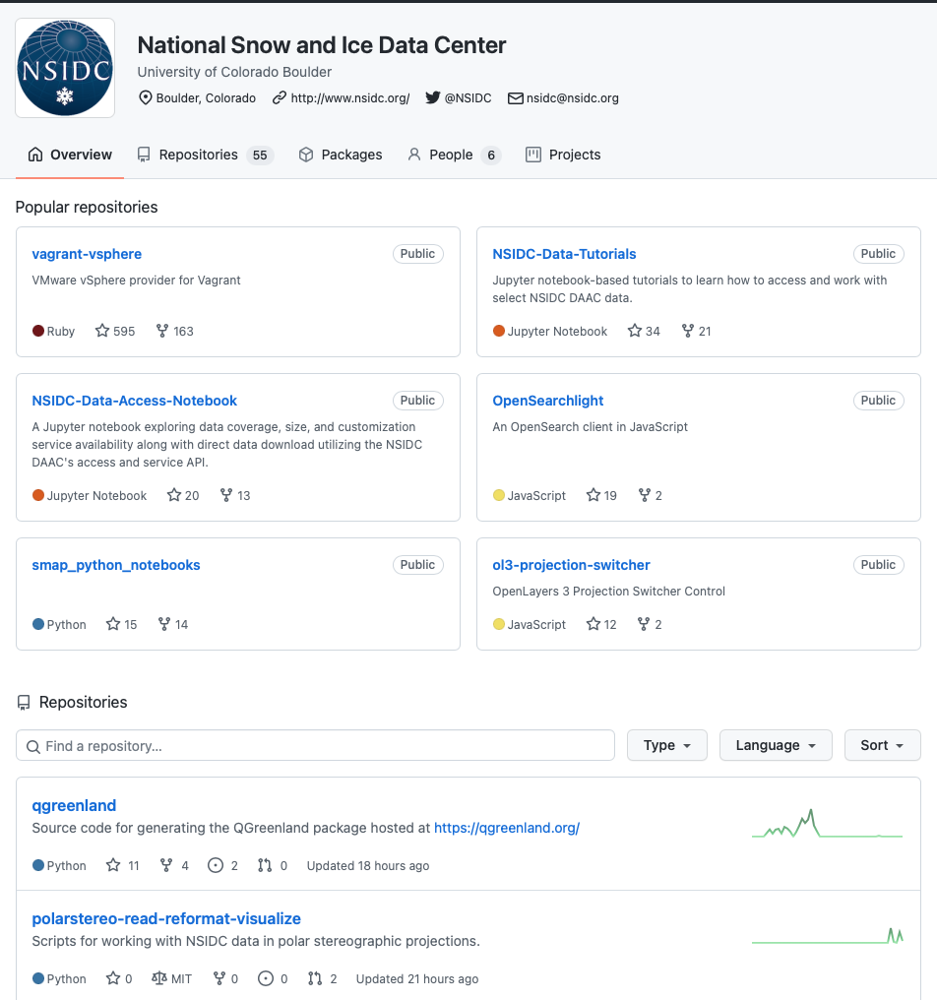 NSIDC
National Snow and Ice Data Center
University of Colorado Boulder
Boulder, Colorado http://www.nsidc.org/ @NSIDC nsidc@nsidc.org
Overview Repositories 55 Packages People 6 Projects
Popular repositories
vagrant-vsphere Public
VMware vSphere provider for Vagrant
Ruby 595 163
NSIDC-Data-Tutorials Public
Jupyter notebook-based tutorials to learn how to access and work with
select NSIDC DAAC data.
Jupyter Notebook 34 21
NSIDC-Data-Access-Notebook Public
A Jupyter notebook exploring data coverage, size, and customization
service availability along with direct data download utilizing the NSIDC
DAAC's access and service API.
Jupyter Notebook 20 13
OpenSearchlight Public
An OpenSearch client in JavaScript
JavaScript 19 2
smap_python_notebooks Public
Python 15 14
ol3-projection-switcher Public
OpenLayers 3 Projection Switcher Control
JavaScript 12 2
Repositories
Find a repository... Type Language Sort
qgreenland
Source code for generating the QGreenland package hosted at https://qgreenland.org/
Python 11 4 2 0 Updated 18 hours ago
polarstereo-read-reformat-visualize
Scripts for working with NSIDC data in polar stereographic projections.
Python 0 MIT 0 0 2 Updated 21 hours ago